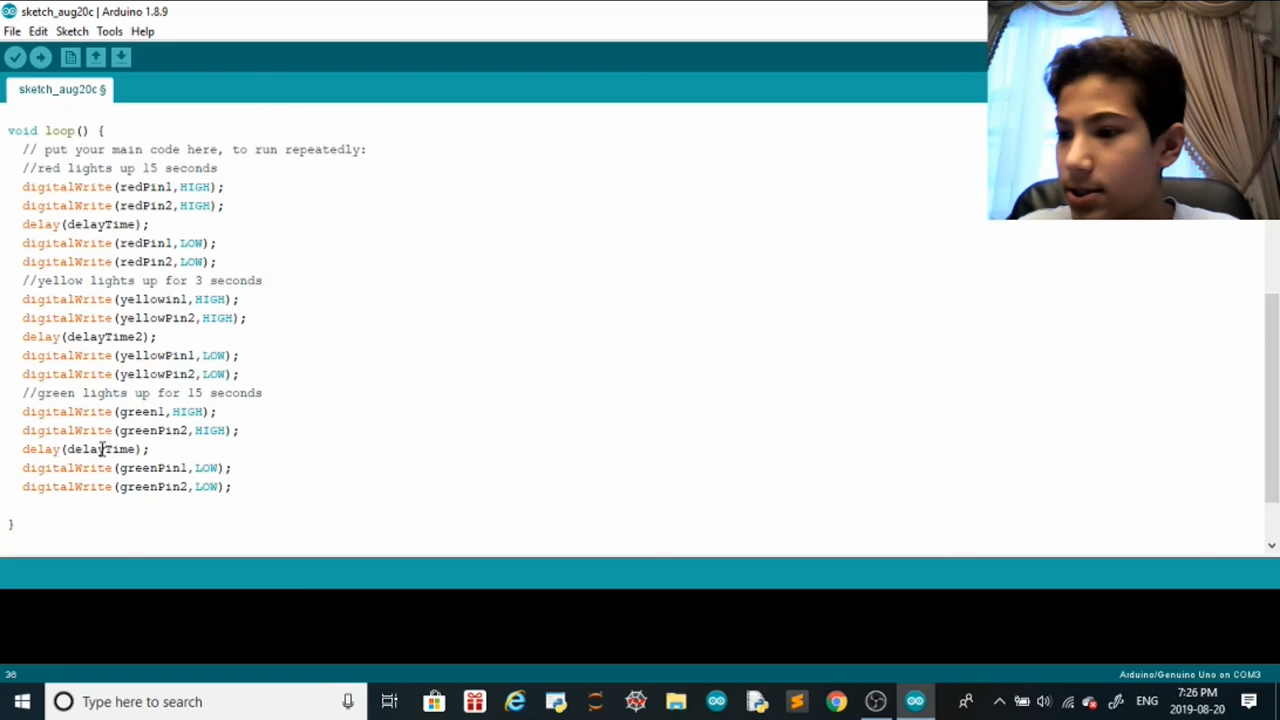 sketch_aug20c | Arduino 1.8.9
File Edit Sketch Tools Help
sketch_aug20c §
void loop() {
// put your main code here, to run repeatedly:
//red lights up 15 seconds
digitalWrite(redPin1,HIGH);
digitalWrite(redPin2,HIGH);
delay(delayTime);
digitalWrite(redPin1,LOW);
digitalWrite(redPin2,LOW);
//yellow lights up for 3 seconds
digitalWrite(yellowin1,HIGH);
digitalWrite(yellowPin2,HIGH);
delay(delayTime2);
digitalWrite(yellowPin1,LOW);
digitalWrite(yellowPin2,LOW);
//green lights up for 15 seconds
digitalWrite(green1,HIGH);
digitalWrite(greenPin2,HIGH);
delay(delayTime);
digitalWrite(greenPin1,LOW);
digitalWrite(greenPin2,LOW);
}
36
Arduino/Genuino Uno on COM3
Type here to search
ENG
7:26 PM
2019-08-20